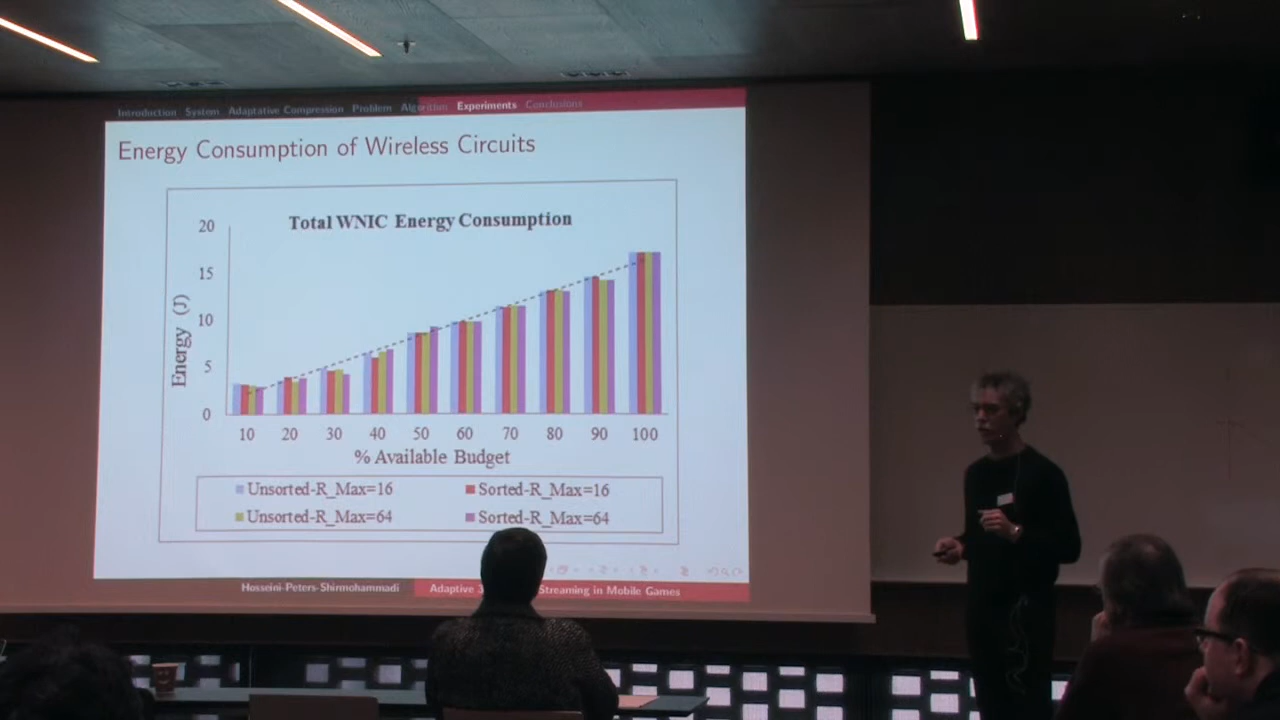 Introduction System Adaptative Compression Problem Algorithm Experiments Conclusions
Energy Consumption of Wireless Circuits
Total WNIC Energy Consumption
20
15
10
5
0
Energy (J)
10 20 30 40 50 60 70 80 90 100
% Available Budget
Unsorted-R_Max=16 Sorted-R_Max=16
Unsorted-R_Max=64 Sorted-R_Max=64
Hosseini-Peters-Shirmohammadi Adaptive 3 Streaming in Mobile Games